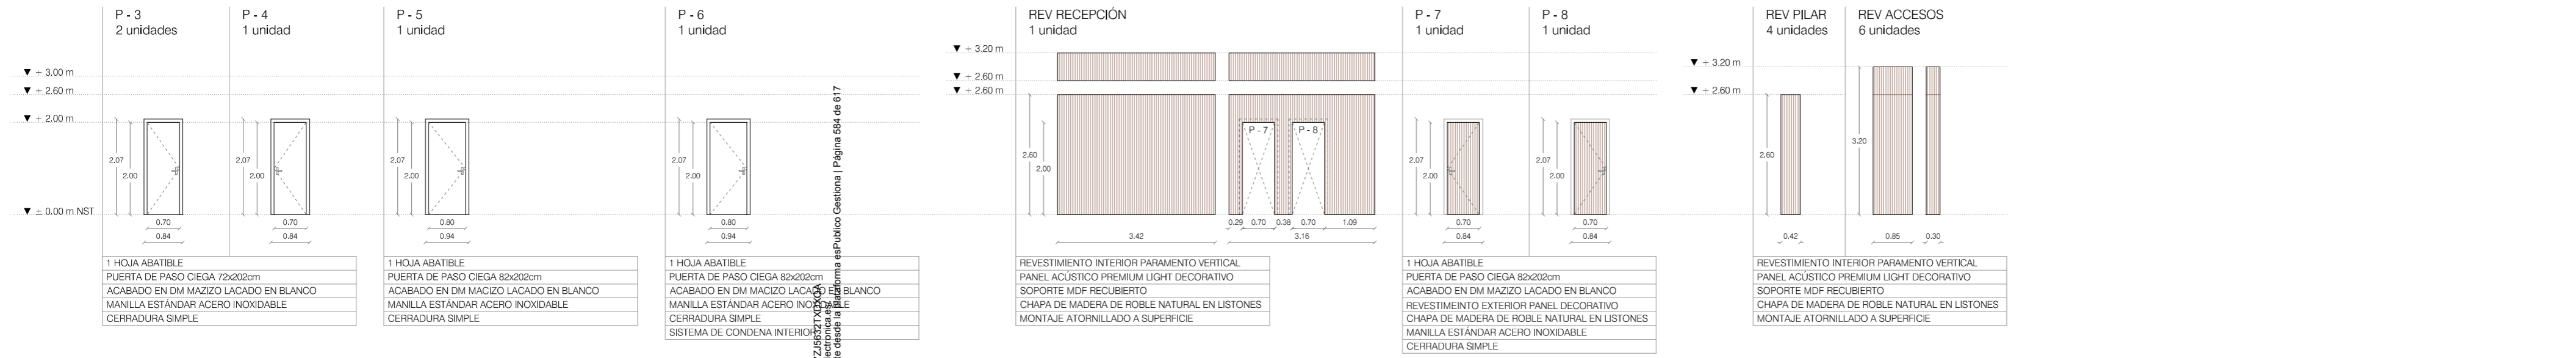 P - 3
2 unidades
P - 4
1 unidad
P - 5
1 unidad
P - 6
1 unidad
▼ + 3.00 m
▼ + 2.60 m
▼ + 2.00 m
▼ ± 0.00 m NST
2.07
2.00
0.70
0.84
2.07
2.00
0.70
0.84
2.07
2.00
0.80
0.94
2.07
2.00
0.80
0.94
1 HOJA ABATIBLE
PUERTA DE PASO CIEGA 72x202cm
ACABADO EN DM MAZIZO LACADO EN BLANCO
MANILLA ESTÁNDAR ACERO INOXIDABLE
CERRADURA SIMPLE
1 HOJA ABATIBLE
PUERTA DE PASO CIEGA 82x202cm
ACABADO EN DM MACIZO LACADO EN BLANCO
MANILLA ESTÁNDAR ACERO INOXIDABLE
CERRADURA SIMPLE
1 HOJA ABATIBLE
PUERTA DE PASO CIEGA 82x202cm
ACABADO EN DM MACIZO LACADO EN BLANCO
MANILLA ESTÁNDAR ACERO INOXIDABLE
CERRADURA SIMPLE
SISTEMA DE CONDENA INTERIOR
ectronica.es/
te desde la plataforma esPublico Gestiona | Página 584 de 617
REV RECEPCIÓN
1 unidad
▼ + 3.20 m
▼ + 2.60 m
▼ + 2.60 m
2.60
2.00
3.42
P - 7
P - 8
0.29
0.70
0.38
0.70
1.09
3.16
REVESTIMIENTO INTERIOR PARAMENTO VERTICAL
PANEL ACÚSTICO PREMIUM LIGHT DECORATIVO
SOPORTE MDF RECUBIERTO
CHAPA DE MADERA DE ROBLE NATURAL EN LISTONES
MONTAJE ATORNILLADO A SUPERFICIE
P - 7
1 unidad
P - 8
1 unidad
2.07
2.00
0.70
0.84
2.07
2.00
0.70
0.84
1 HOJA ABATIBLE
PUERTA DE PASO CIEGA 82x202cm
ACABADO EN DM MACIZO LACADO EN BLANCO
REVESTIMEINTO EXTERIOR PANEL DECORATIVO
CHAPA DE MADERA DE ROBLE NATURAL EN LISTONES
MANILLA ESTÁNDAR ACERO INOXIDABLE
CERRADURA SIMPLE
REV PILAR
4 unidades
REV ACCESOS
6 unidades
▼ + 3.20 m
▼ + 2.60 m
2.60
0.42
3.20
0.85
0.30
REVESTIMIENTO INTERIOR PARAMENTO VERTICAL
PANEL ACÚSTICO PREMIUM LIGHT DECORATIVO
SOPORTE MDF RECUBIERTO
CHAPA DE MADERA DE ROBLE NATURAL EN LISTONES
MONTAJE ATORNILLADO A SUPERFICIE